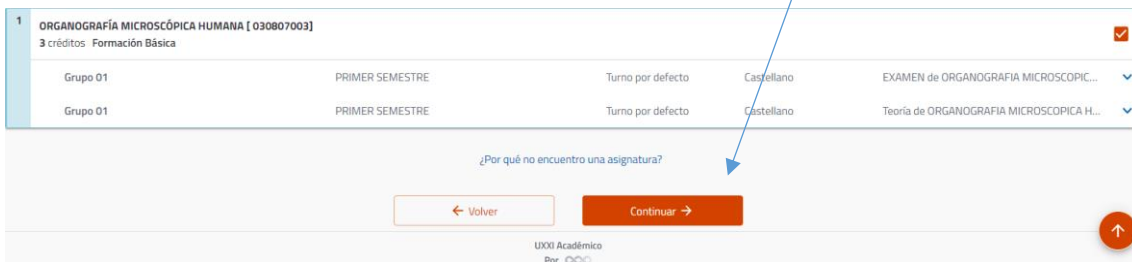 1
ORGANOGRAFÍA MICROSCÓPICA HUMANA [ 030807003]
3 créditos Formación Básica
Grupo 01 PRIMER SEMESTRE Turno por defecto Castellano EXAMEN de ORGANOGRAFIA MICROSCOPIC...
Grupo 01 PRIMER SEMESTRE Turno por defecto Castellano Teoría de ORGANOGRAFIA MICROSCOPICA H...
¿Por qué no encuentro una asignatura?
← Volver Continuar →
UXXI Académico
Por